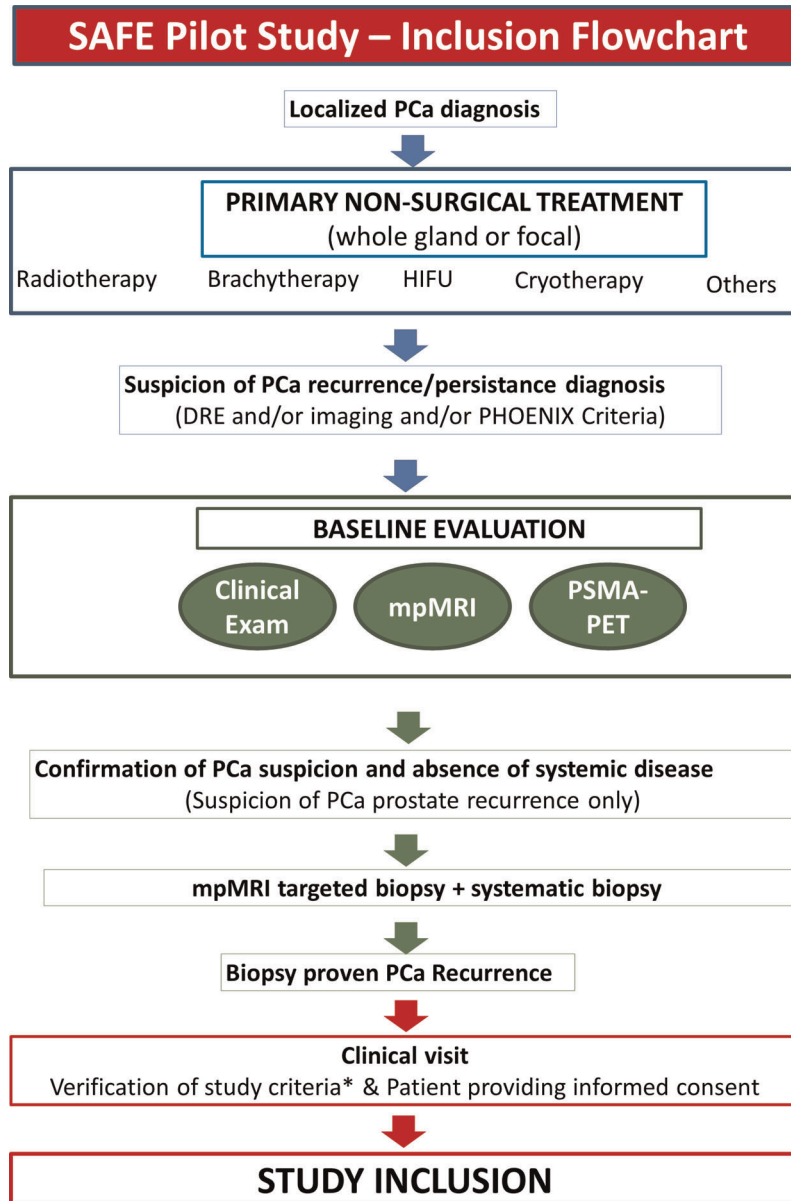 SAFE Pilot Study – Inclusion Flowchart
Localized PCa diagnosis
PRIMARY NON-SURGICAL TREATMENT
(whole gland or focal)
Radiotherapy Brachytherapy HIFU Cryotherapy Others
Suspicion of PCa recurrence/persistance diagnosis
(DRE and/or imaging and/or PHOENIX Criteria)
BASELINE EVALUATION
Clinical
Exam
mpMRI
PSMA-
PET
Confirmation of PCa suspicion and absence of systemic disease
(Suspicion of PCa prostate recurrence only)
mpMRI targeted biopsy + systematic biopsy
Biopsy proven PCa Recurrence
Clinical visit
Verification of study criteria* & Patient providing informed consent
STUDY INCLUSION